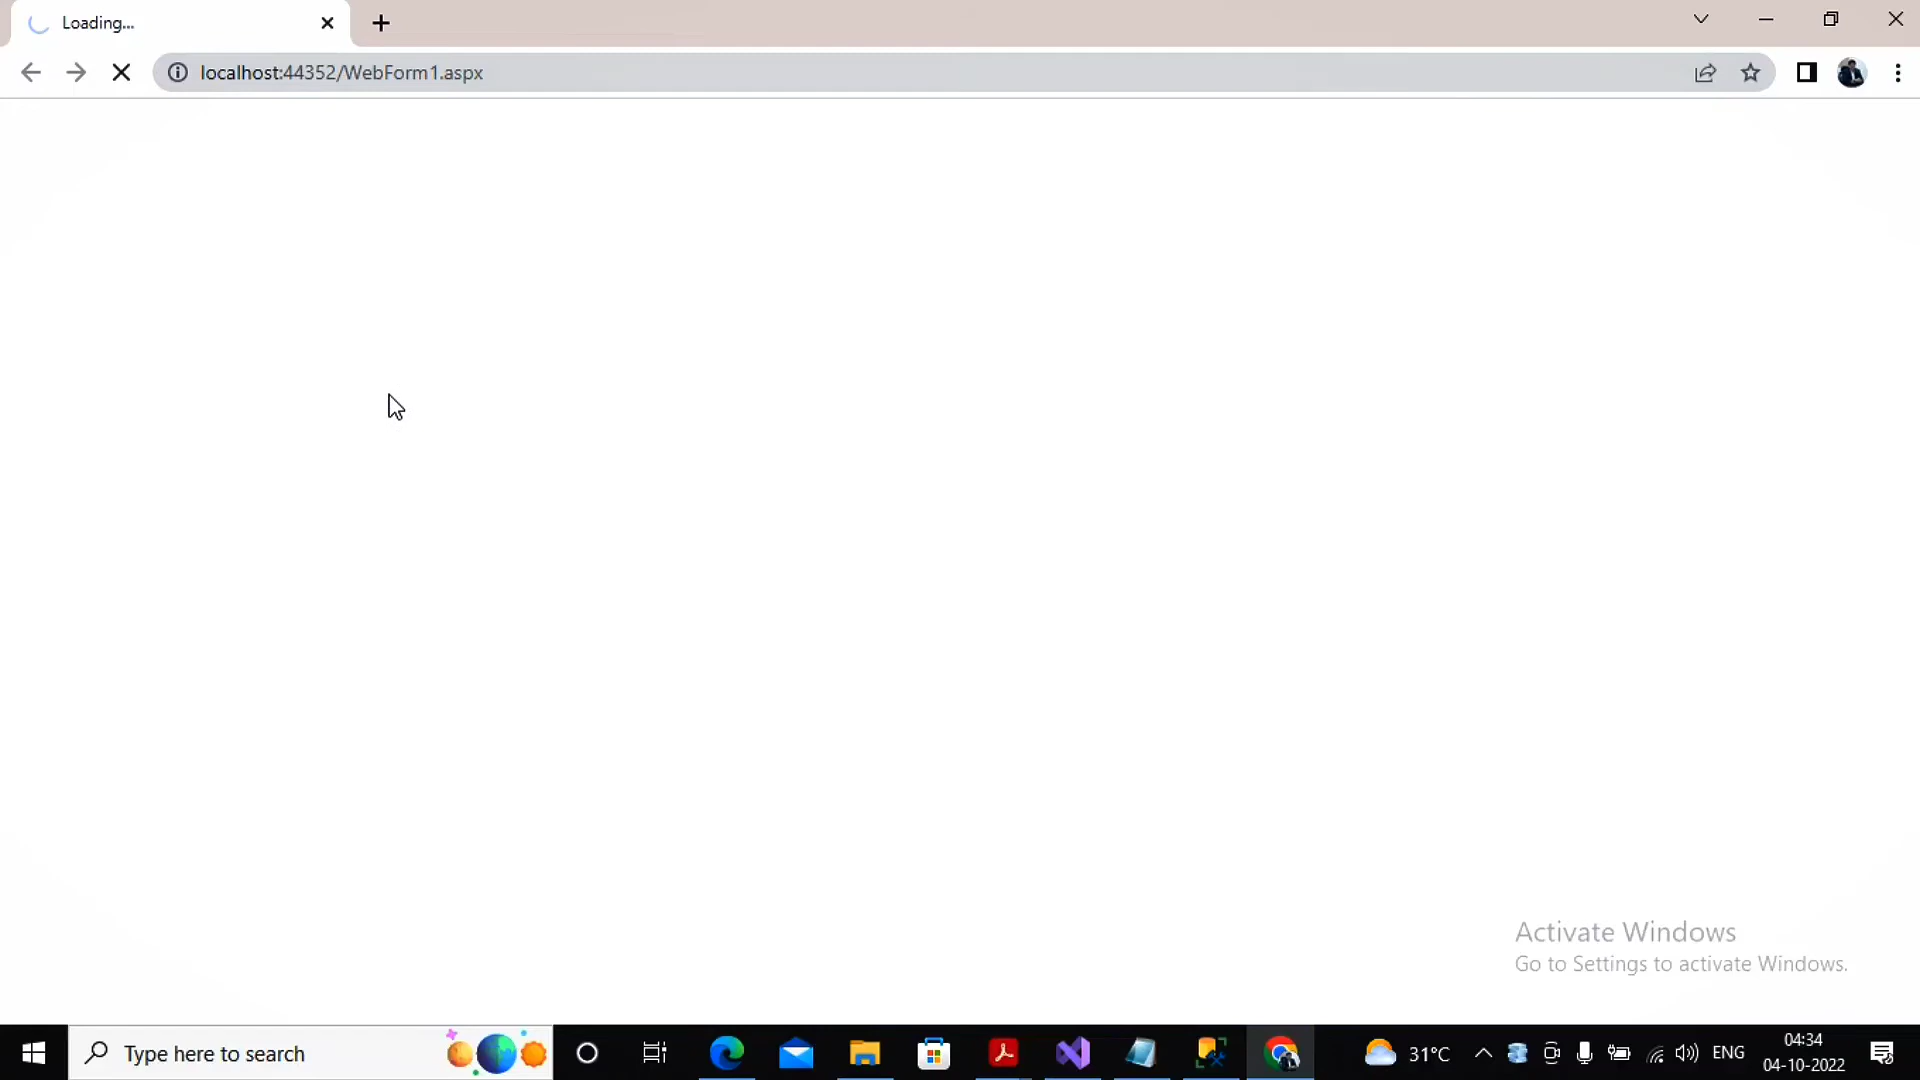 Loading...
localhost:44352/WebForm1.aspx
Activate Windows
Go to Settings to activate Windows.
Type here to search
31°C
ENG
04:34
04-10-2022